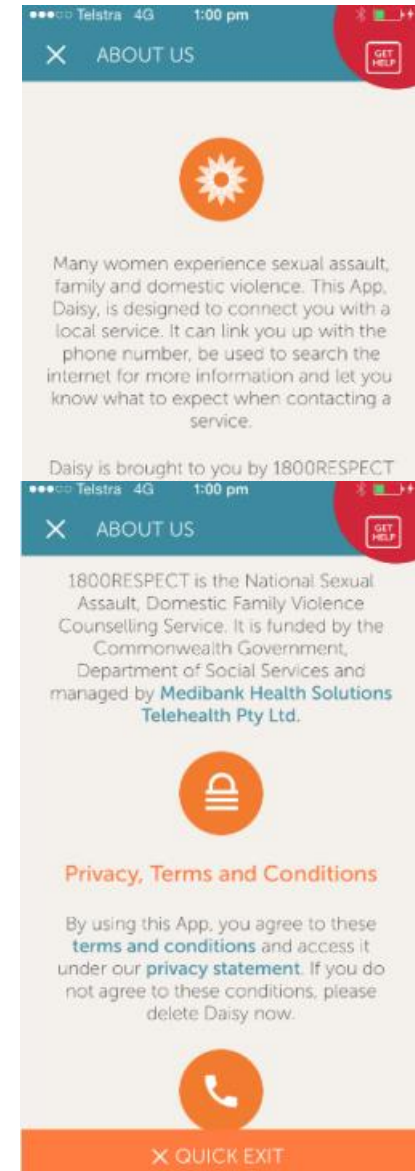 Telstra 4G 1:00 pm
ABOUT US
GET
HELP
Many women experience sexual assault,
family and domestic violence. This App,
Daisy, is designed to connect you with a
local service. It can link you up with the
phone number, be used to search the
internet for more information and let you
know what to expect when contacting a
service.
Daisy is brought to you by 1800RESPECT
Telstra 4G 1:00 pm
ABOUT US
GET
HELP
1800RESPECT is the National Sexual
Assault, Domestic Family Violence
Counselling Service. It is funded by the
Commonwealth Government,
Department of Social Services and
managed by Medibank Health Solutions
Telehealth Pty Ltd.
Privacy, Terms and Conditions
By using this App, you agree to these
terms and conditions and access it
under our privacy statement. If you do
not agree to these conditions, please
delete Daisy now.
QUICK EXIT